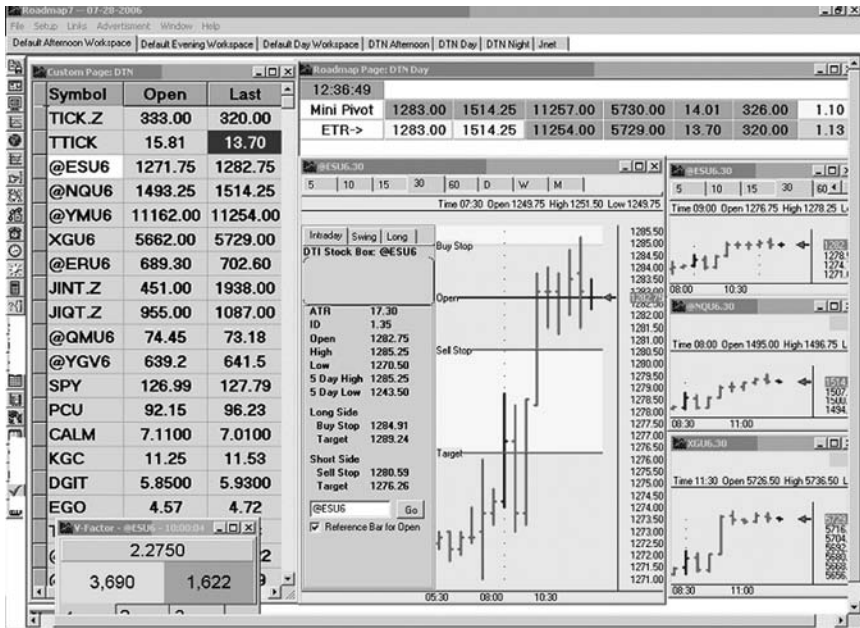 Roadmap7 -- 07-28-2006
File Setup Links Advertisment Window Help
Default Afternoon Workspace Default Evening Workspace Default Day Workspace DTN Afternoon DTN Day DTN Night Jnet
Custom Page: DTN
Symbol Open Last
TICK.Z 333.00 320.00
TTICK 15.81 13.70
@ESU6 1271.75 1282.75
@NQU6 1493.25 1514.25
@YMU6 11162.00 11254.00
XGU6 5662.00 5729.00
@ERU6 689.30 702.60
JINT.Z 451.00 1938.00
JIQT.Z 955.00 1087.00
@QMU6 74.45 73.18
@YGV6 639.2 641.5
SPY 126.99 127.79
PCU 92.15 96.23
CALM 7.1100 7.0100
KGC 11.25 11.53
DGIT 5.8500 5.9300
EGO 4.57 4.72
V-Factor - @ESU6 - 10:00:04
2.2750
3,690 1,622
Roadmap Page: DTN Day
12:36:49
Mini Pivot 1283.00 1514.25 11257.00 5730.00 14.01 326.00 1.10
ETR-> 1283.00 1514.25 11254.00 5729.00 13.70 320.00 1.13
@ESU6.30
5 10 15 30 60 D W M
Time 07:30 Open 1249.75 High 1251.50 Low 1249.75
Intraday Swing Long
DTI Stock Box: @ESU6
ATR 17.30
ID 1.35
Open 1282.75
High 1285.25
Low 1270.50
5 Day High 1285.25
5 Day Low 1243.50
Long Side
Buy Stop 1284.91
Target 1289.24
Short Side
Sell Stop 1280.59
Target 1276.26
@ESU6 Go
Reference Bar for Open
Buy Stop
Open
Sell Stop
Target
1285.50
1285.00
1284.50
1284.00
1283.50
1282.75
1282.00
1281.50
1281.00
1280.50
1280.00
1279.50
1279.00
1278.50
1278.00
1277.50
1277.00
1276.50
1276.00
1275.50
1275.00
1274.50
1274.00
1273.50
1273.00
1272.50
1272.00
1271.50
1271.00
05:30 08:00 10:30
@ESU6.30
5 10 15 30 60
Time 09:00 Open 1276.75 High 1278.25 L
1282
1278.
1274.
1271.
08:00 10:30
@NQU6.30
Time 08:00 Open 1495.00 High 1496.75 L
1514
1507.
1500.
1494.
08:30 11:00
XGU6.30
Time 11:30 Open 5726.50 High 5736.50 L
5729
5716.
5704.
5692.
5680.
5668.
5656.
08:30 11:00